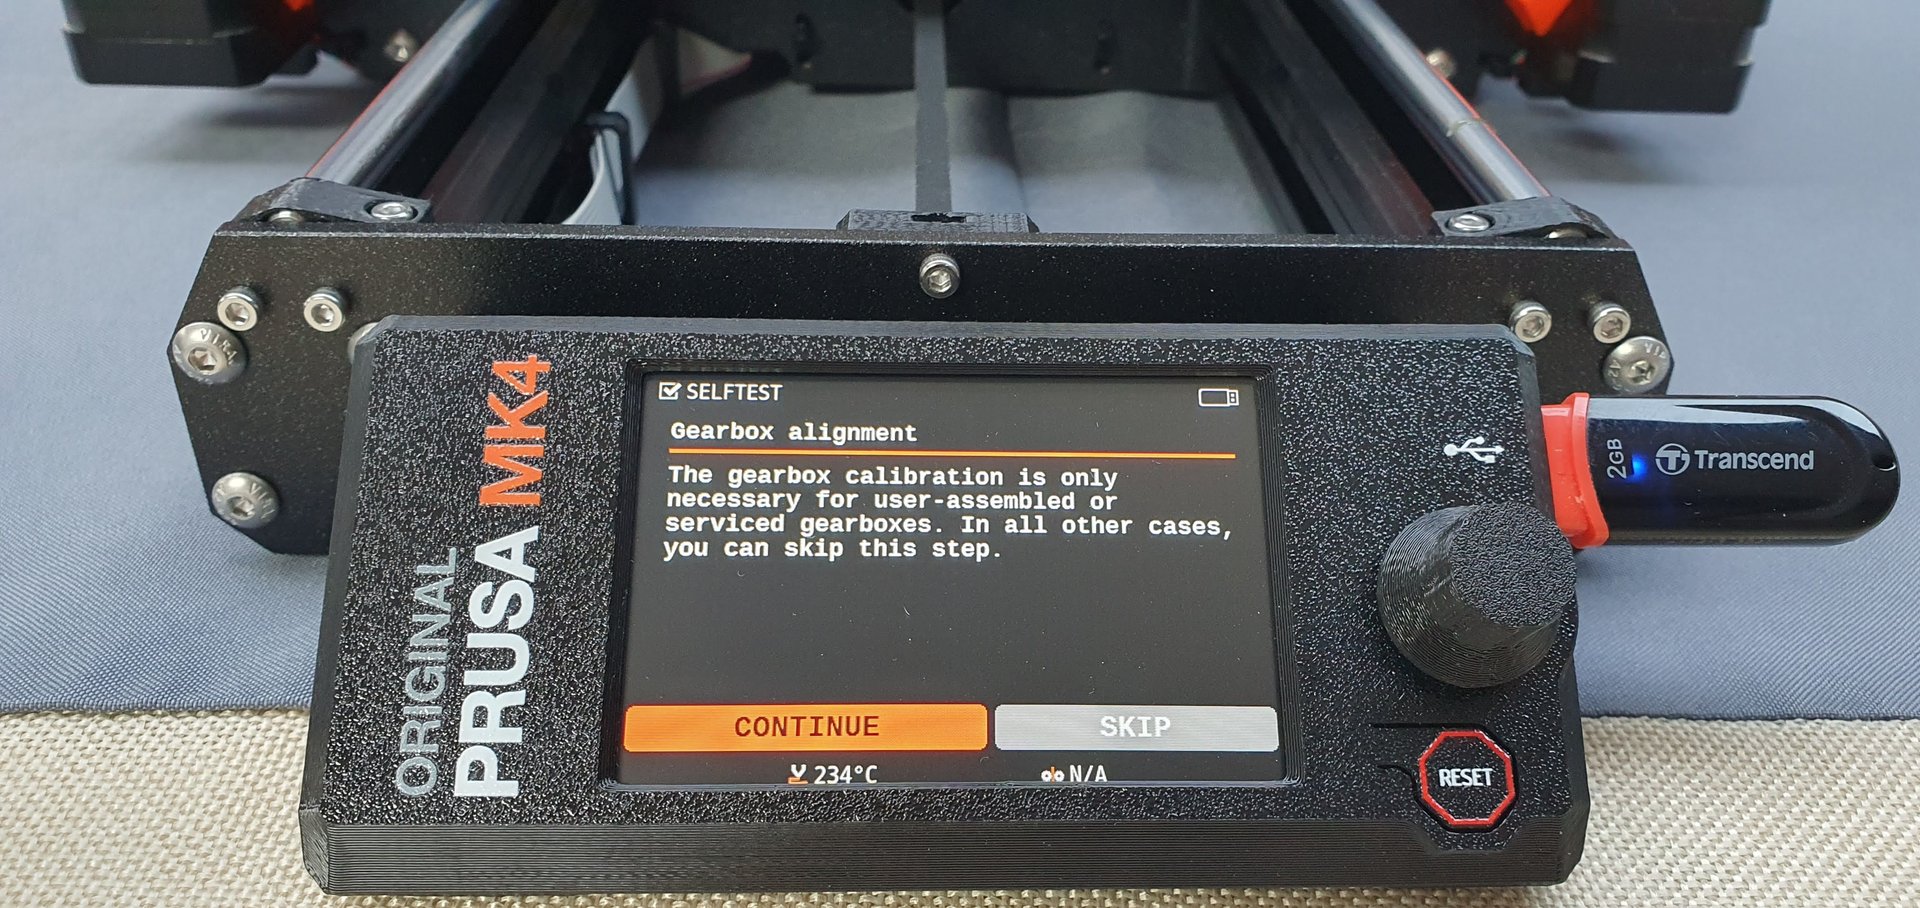 SELFTEST
Gearbox alignment
The gearbox calibration is only
necessary for user-assembled or
serviced gearboxes. In all other cases,
you can skip this step.
CONTINUE
SKIP
234°C
N/A
ORIGINAL
PRUSA MK4
2GB
Transcend
RESET